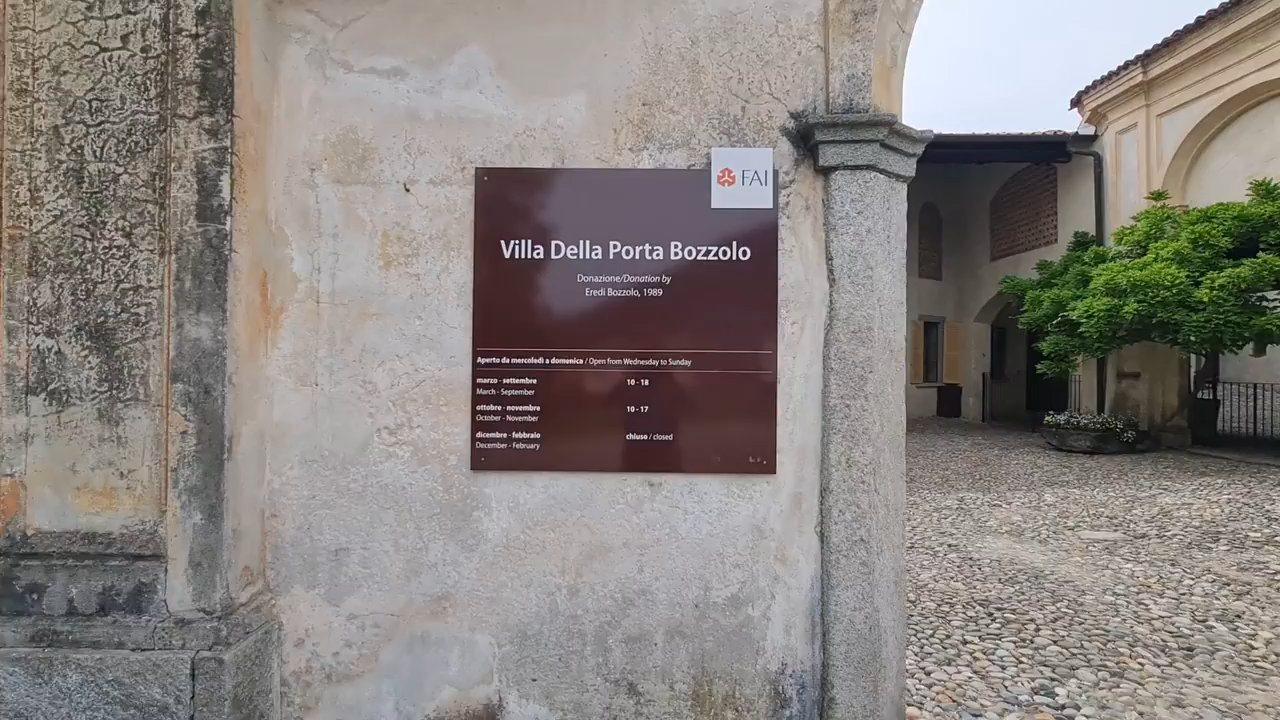 FAI
Villa Della Porta Bozzolo
Donazione/Donation by
Eredi Bozzolo, 1989
Aperto da mercoledì a domenica / Open from Wednesday to Sunday
marzo - settembre 10 - 18
March - September
ottobre - novembre 10 - 17
October - November
dicembre - febbraio chiuso / closed
December - February